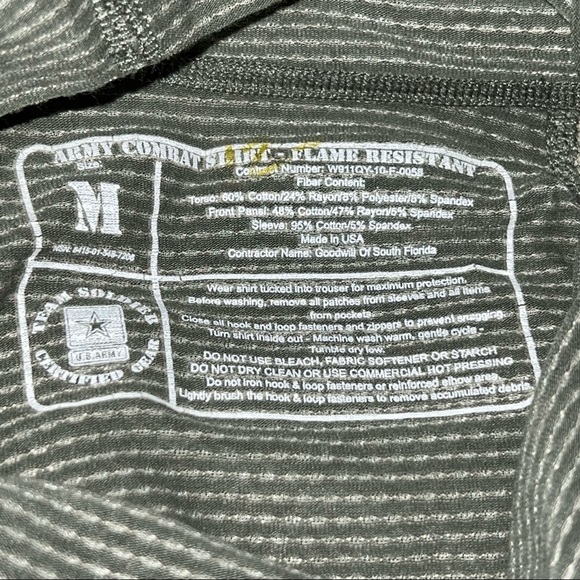 ARMY COMBAT SHIRT - FLAME RESISTANT
SIZE
M
NSN: 8415-01-548-7206
Contract Number: W911QY-10-F-0058
Fiber Content:
Torso: 60% Cotton/24% Rayon/8% Polyester/8% Spandex
Front Panel: 48% Cotton/47% Rayon/5% Spandex
Sleeve: 95% Cotton/5% Spandex
Made in USA
Contractor Name: Goodwill Of South Florida
TEAM SOLDIER
U.S. ARMY
CERTIFIED GEAR
Wear shirt tucked into trouser for maximum protection.
Before washing, remove all patches from sleeves and all items
from pockets.
Close all hook and loop fasteners and zippers to prevent snagging
Turn shirt inside out - Machine wash warm, gentle cycle -
Tumble dry low.
DO NOT USE BLEACH, FABRIC SOFTENER OR STARCH
DO NOT DRY CLEAN OR USE COMMERCIAL HOT PRESSING
Do not iron hook & loop fasteners or reinforced elbow area
Lightly brush the hook & loop fasteners to remove accumulated debris